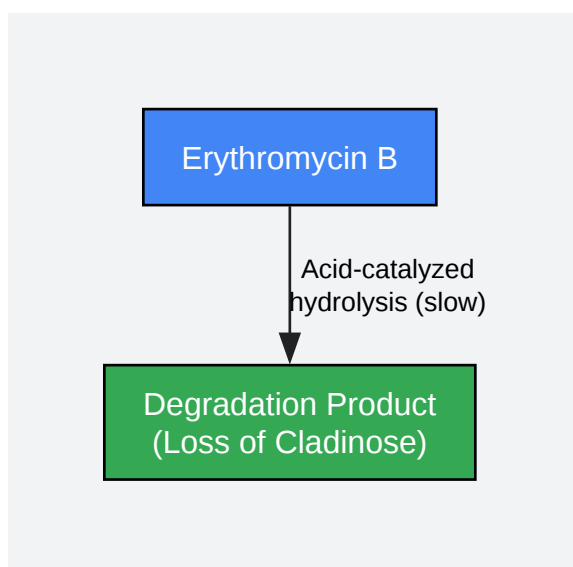 Erythromycin B
Acid-catalyzed
hydrolysis (slow)
Degradation Product
(Loss of Cladinose)